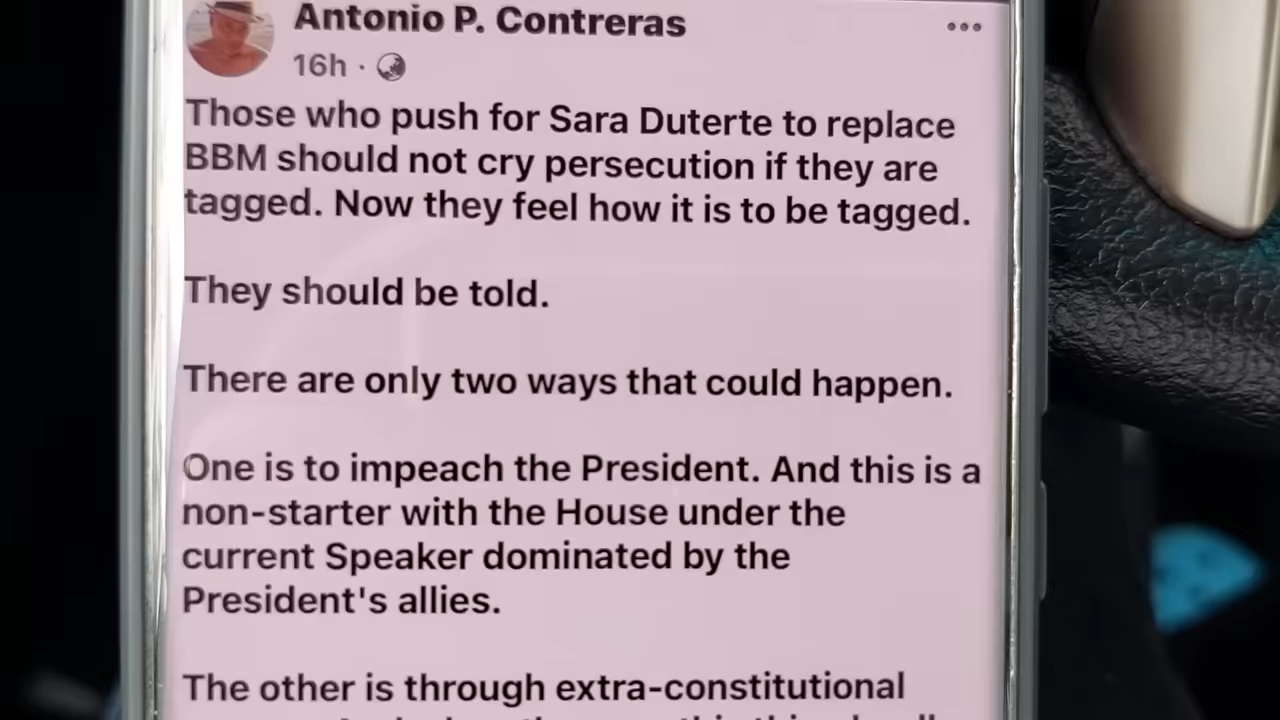 Antonio P. Contreras
16h ·
Those who push for Sara Duterte to replace
BBM should not cry persecution if they are
tagged. Now they feel how it is to be tagged.
They should be told.
There are only two ways that could happen.
One is to impeach the President. And this is a
non-starter with the House under the
current Speaker dominated by the
President's allies.
The other is through extra-constitutional